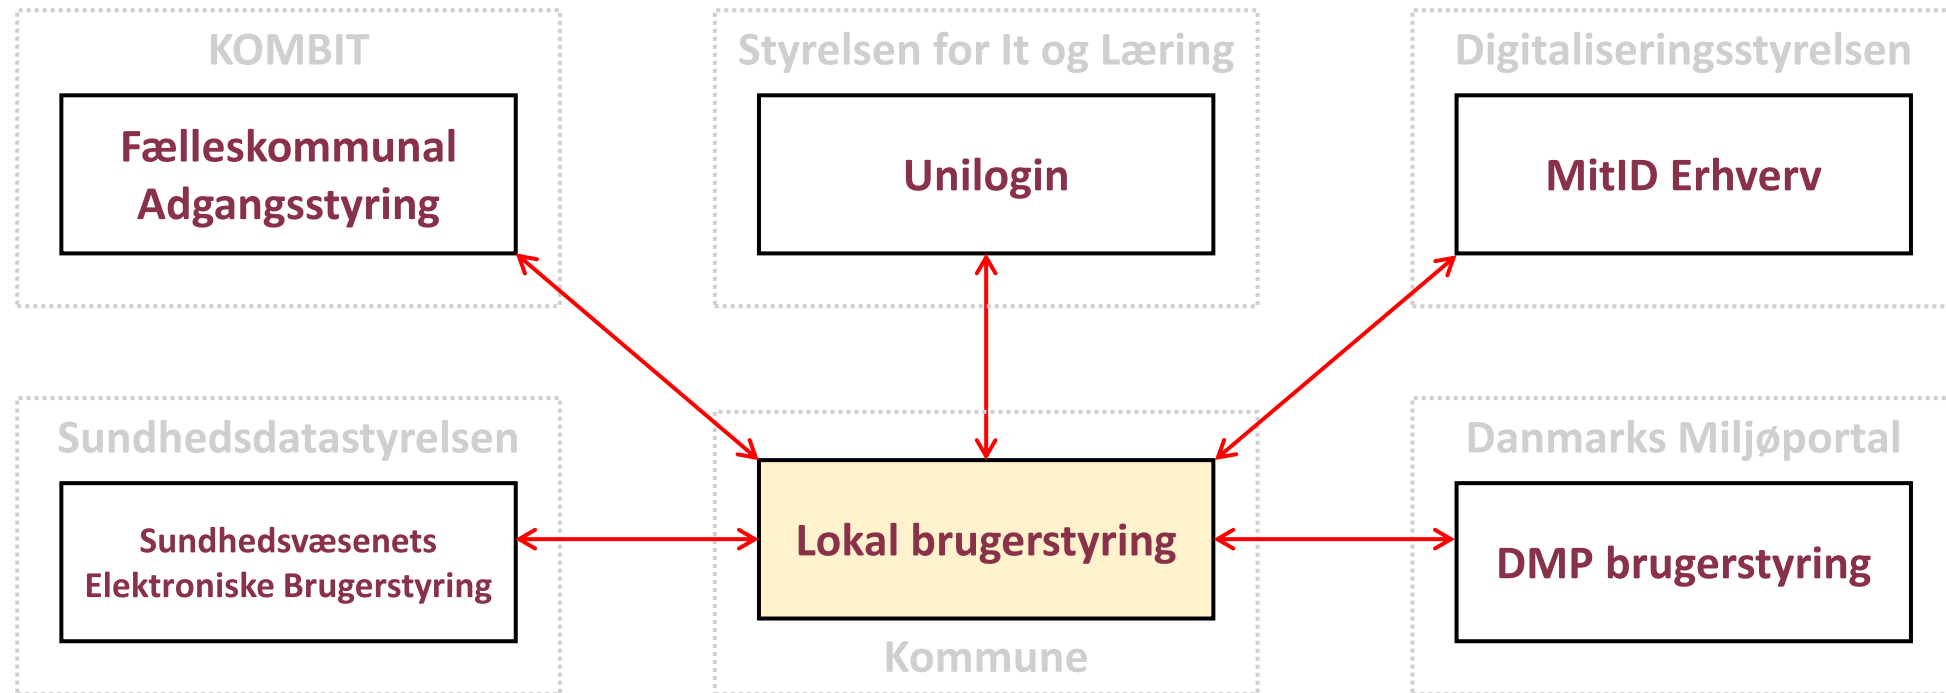 KOMBIT
Fælleskommunal
Adgangsstyring
Styrelsen for It og Læring
Unilogin
Digitaliseringsstyrelsen
MitID Erhverv
Sundhedsdatastyrelsen
Sundhedsvæsenets
Elektroniske Brugerstyring
Lokal brugerstyring
Kommune
Danmarks Miljøportal
DMP brugerstyring